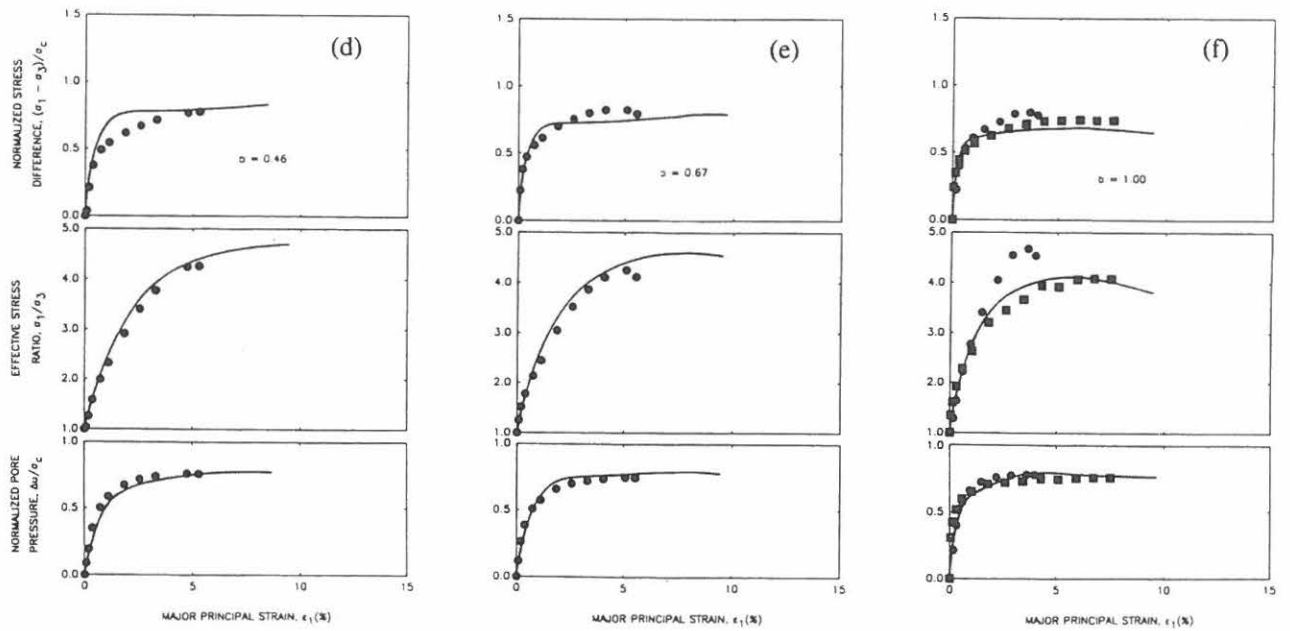 (d)
NORMALIZED STRESS
DIFFERENCE, (σ1 − σ3)/σc
1.5
1.0
0.5
0.0
b = 0.46
EFFECTIVE STRESS
RATIO, σ1/σ3
5.0
4.0
3.0
2.0
1.0
NORMALIZED PORE
PRESSURE, Δu/σc
1.0
0.5
0.0
0 5 10 15
MAJOR PRINCIPAL STRAIN, ε1(%)
(e)
1.5
1.0
0.5
0.0
b = 0.67
5.0
4.0
3.0
2.0
1.0
1.0
0.5
0.0
0 5 10 15
MAJOR PRINCIPAL STRAIN, ε1(%)
(f)
1.5
1.0
0.5
0.0
b = 1.00
5.0
4.0
3.0
2.0
1.0
1.0
0.5
0.0
0 5 10 15
MAJOR PRINCIPAL STRAIN, ε1(%)